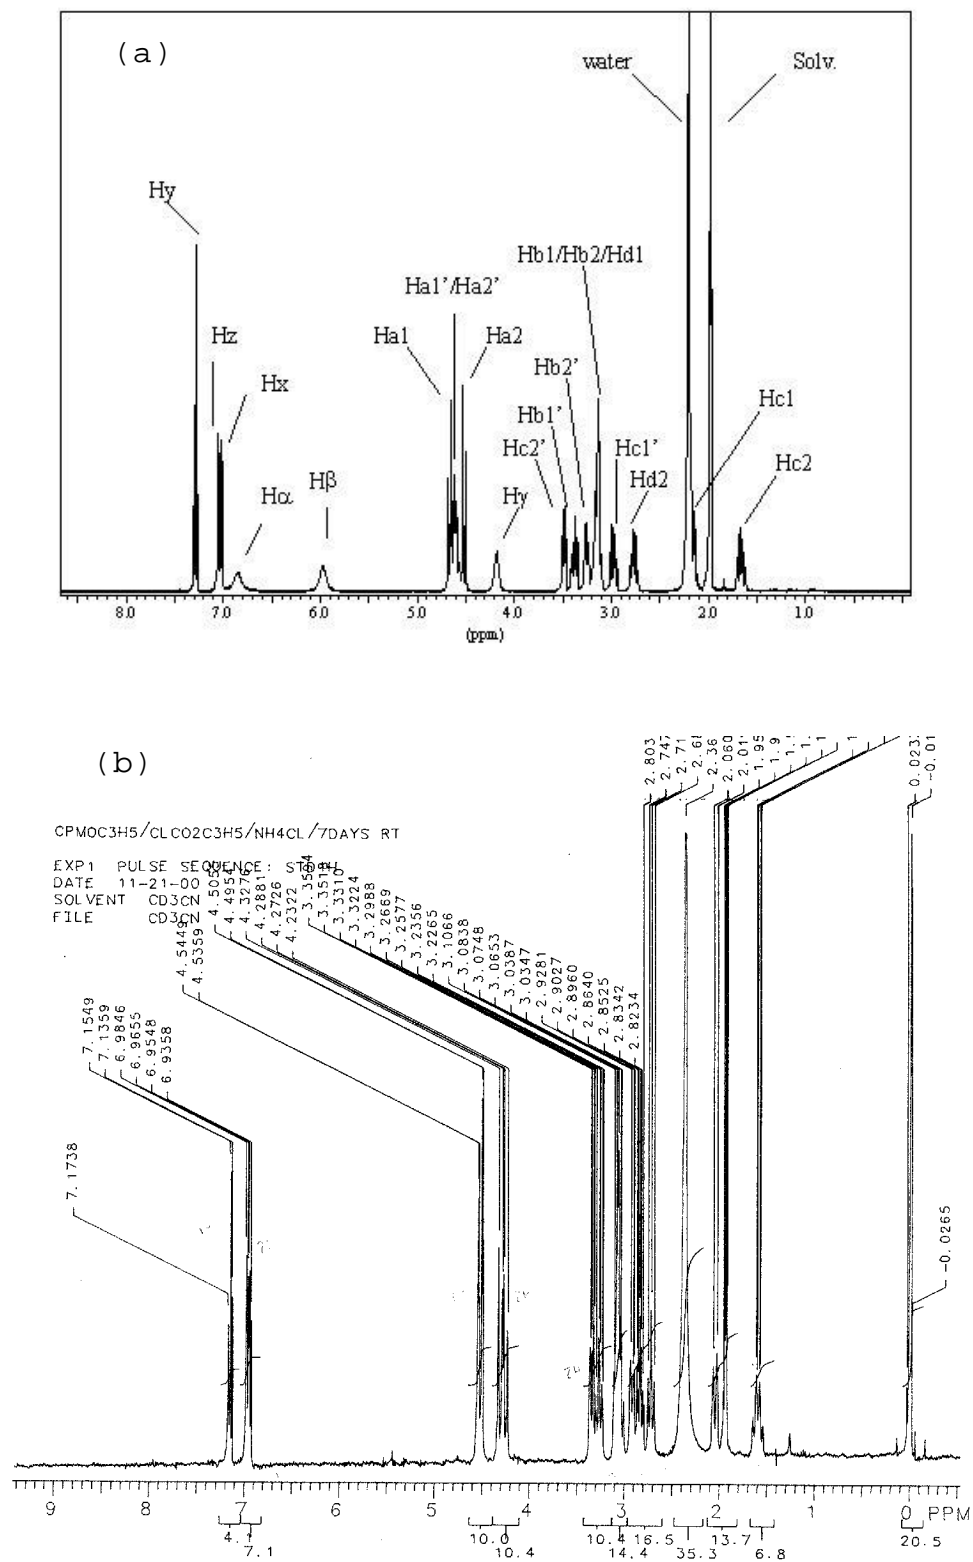 (a)
water
Solv.
Hy
Hb1/Hb2/Hd1
Ha1'/Ha2'
Hz
Ha1
Ha2
Hb2'
Hx
Hc1
Hb1'
Hc2'
Hc1'
Hβ
Hd2
Hc2
Hα
Hγ
8.0 7.0 6.0 5.0 4.0 3.0 2.0 1.0
(ppm)
(b)
CPMOC3H5/CLCO2C3H5/NH4CL/7DAYS RT
EXP1 PULSE SEQUENCE:
DATE 11-21-00
SOLVENT CD3CN
FILE CD3CN
7.1738
7.1549
7.1359
6.9846
6.9655
6.9548
6.9358
4.5449
4.5359
4.4954
4.3276
4.2881
4.2726
4.2322
3.3310
3.3224
3.2988
3.2669
3.2577
3.2356
3.2265
3.1066
3.0838
3.0748
3.0653
3.0387
3.0347
2.9281
2.9027
2.8960
2.8640
2.8525
2.8342
2.8234
2.803
2.747
2.71
2.36
2.060
2.01
1.95
1.9
0.023
-0.01
-0.0265
2H
9 7 6 5 4 3 2 1 0 PPM
4.1 10.0 10.4 16.5 13.7 20.5
7.1 10.4 14.4 35.3 6.8